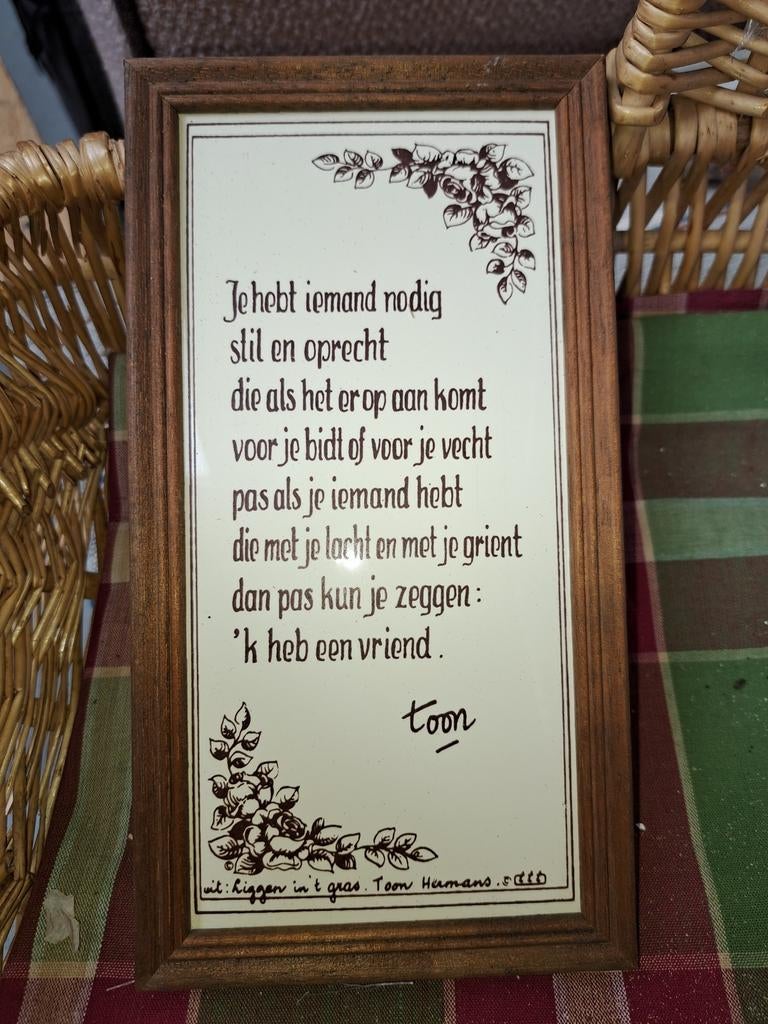 Je hebt iemand nodig
stil en oprecht
die als het er op aan komt
voor je bidt of voor je vecht
pas als je iemand hebt
die met je lacht en met je grient
dan pas kun je zeggen:
'k heb een vriend.
toon
©
uit: Liggen in 't gras. Toon Hermans.